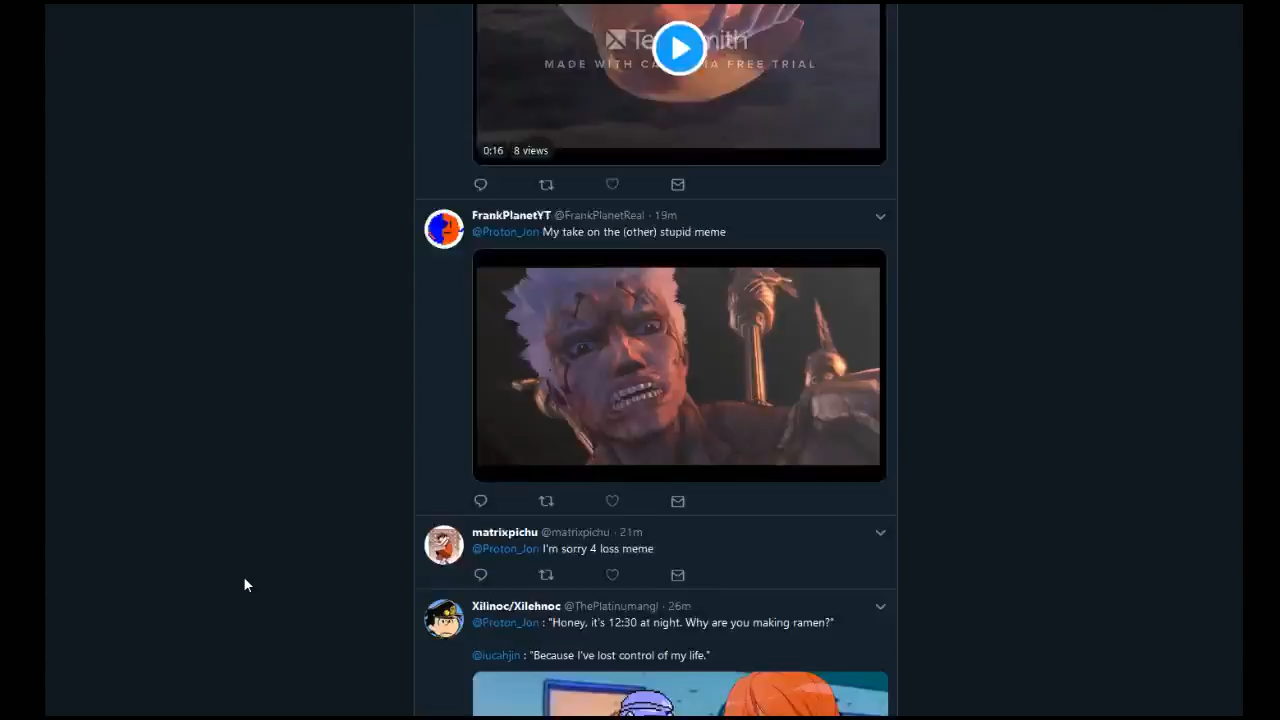 MADE WITH CAMTASIA FREE TRIAL
0:16 8 views
FrankPlanetYT @FrankPlanetReal · 19m
@Proton_Jon My take on the (other) stupid meme
matrixpichu @matrixpichu · 21m
@Proton_Jon I'm sorry 4 loss meme
Xilinoc/Xilehnoc @ThePlatinumangl · 26m
@Proton_Jon : "Honey, it's 12:30 at night. Why are you making ramen?"
@lucahjin : "Because I've lost control of my life."